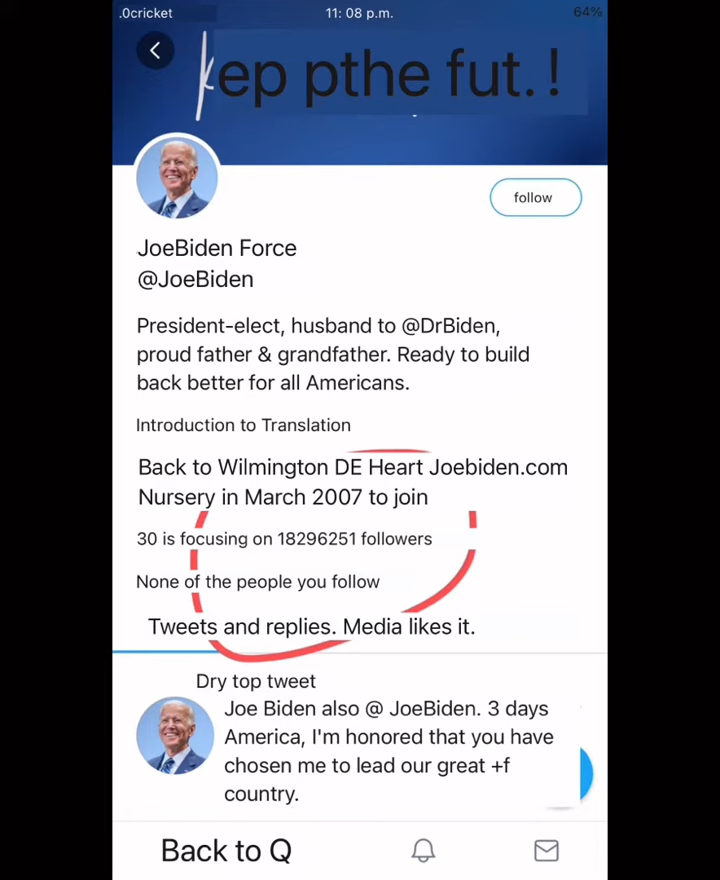 .0cricket 11: 08 p.m. 64%
ep pthe fut.!
follow
JoeBiden Force
@JoeBiden
President-elect, husband to @DrBiden,
proud father & grandfather. Ready to build
back better for all Americans.
Introduction to Translation
Back to Wilmington DE Heart Joebiden.com
Nursery in March 2007 to join
30 is focusing on 18296251 followers
None of the people you follow
Tweets and replies. Media likes it.
Dry top tweet
Joe Biden also @ JoeBiden. 3 days
America, I'm honored that you have
chosen me to lead our great +f
country.
Back to Q